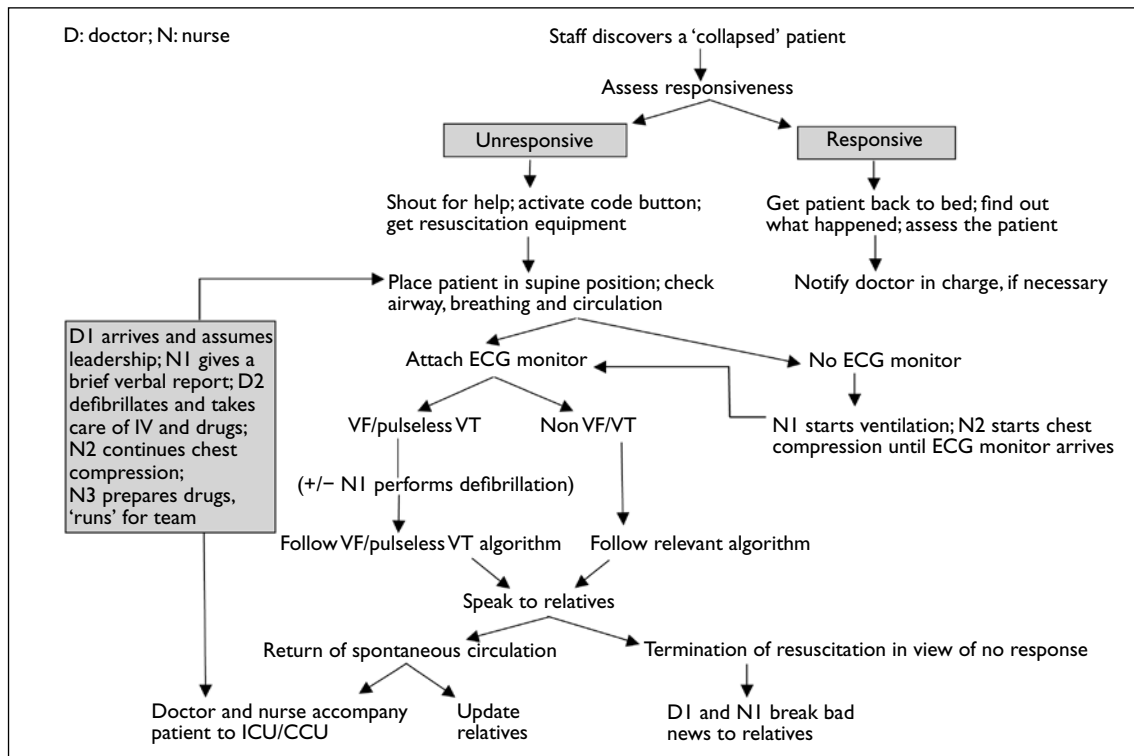 D: doctor; N: nurse
Staff discovers a ‘collapsed’ patient
Assess responsiveness
Unresponsive
Responsive
Shout for help; activate code button;
get resuscitation equipment
Get patient back to bed; find out
what happened; assess the patient
Place patient in supine position; check
airway, breathing and circulation
Notify doctor in charge, if necessary
D1 arrives and assumes
leadership; N1 gives a
brief verbal report; D2
defibrillates and takes
care of IV and drugs;
N2 continues chest
compression;
N3 prepares drugs,
‘runs’ for team
Attach ECG monitor
No ECG monitor
VF/pulseless VT
Non VF/VT
N1 starts ventilation; N2 starts chest
compression until ECG monitor arrives
(+/− N1 performs defibrillation)
Follow VF/pulseless VT algorithm
Follow relevant algorithm
Speak to relatives
Return of spontaneous circulation
Termination of resuscitation in view of no response
Doctor and nurse accompany
patient to ICU/CCU
Update
relatives
D1 and N1 break bad
news to relatives